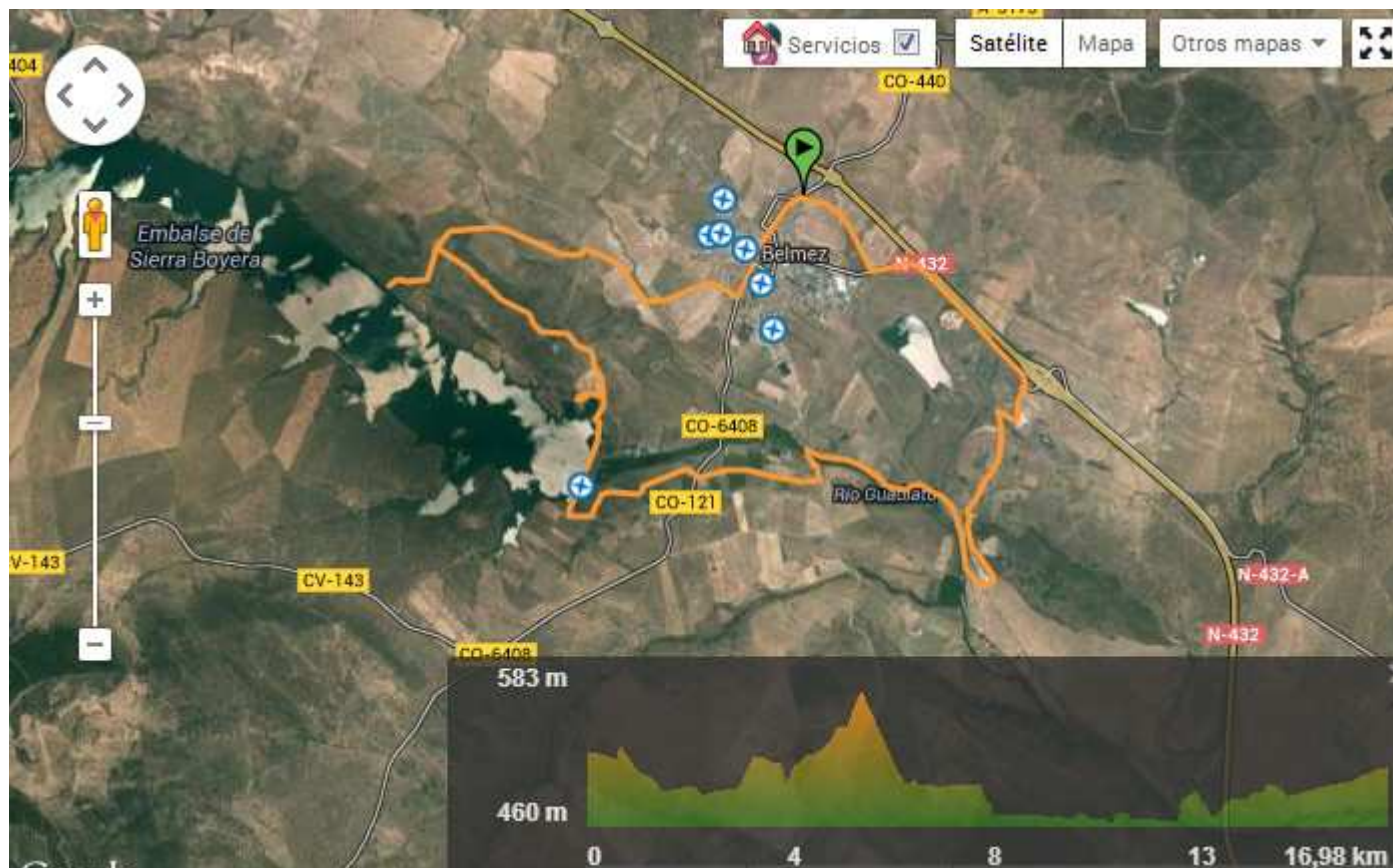 Servicios
Satélite
Mapa
Otros mapas
404
CO-440
Embalse de
Sierra Boyera
Belmez
N-432
CO-6408
CO-121
Río Guadiato
V-143
CV-143
N-432-A
N-432
CO-6408
583 m
460 m
0
4
8
13
16,98 km